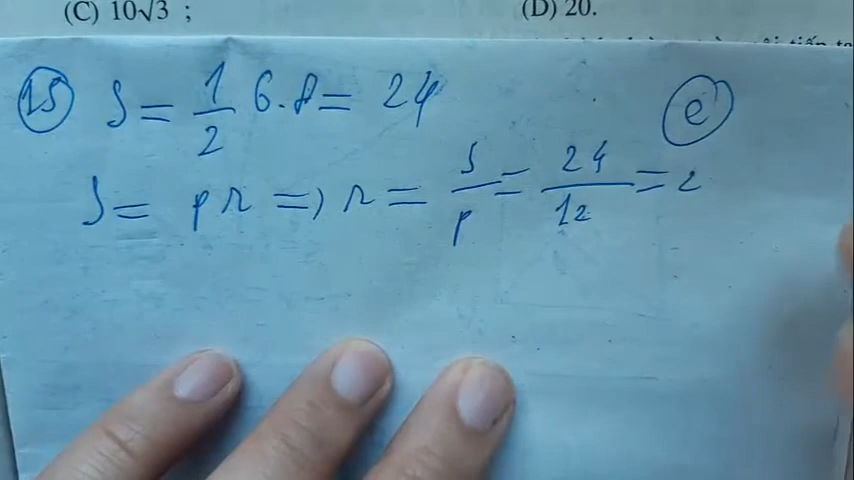 (C) 10√3 ; (D) 20.
15 S = 1/2 6.8 = 24 e
S = pr => r = S/p = 24/12 = 2